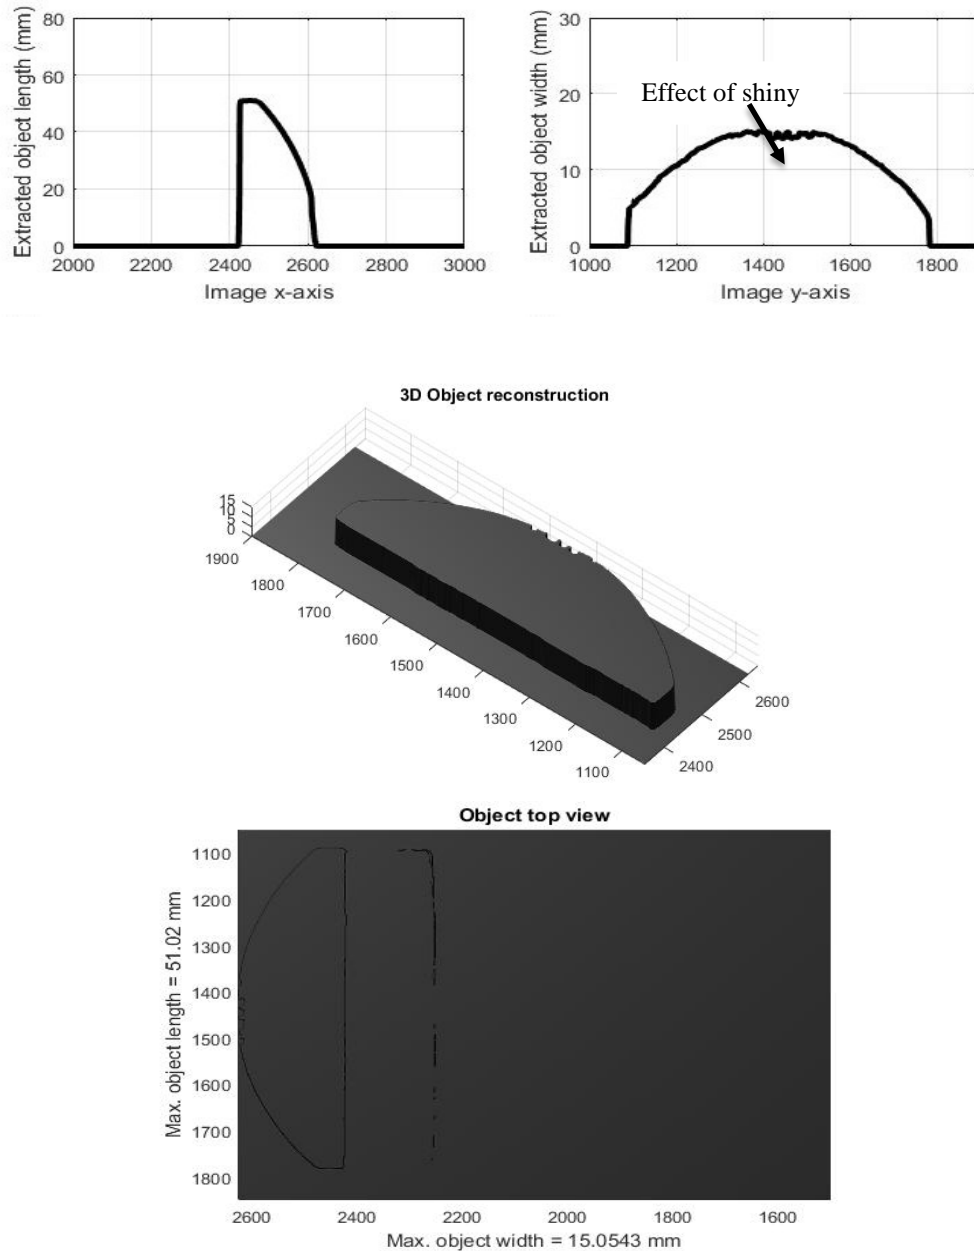 80
60
40
20
0
Extracted object length (mm)
2000 2200 2400 2600 2800 3000
Image x-axis
30
20
10
0
Extracted object width (mm)
Effect of shiny
1000 1200 1400 1600 1800
Image y-axis
3D Object reconstruction
15
10
5
0
1900
1800
1700
1600
1500
1400
1300
1200
1100
2600
2500
2400
Object top view
1100
1200
1300
1400
1500
1600
1700
1800
Max. object length = 51.02 mm
2600 2400 2200 2000 1800 1600
Max. object width = 15.0543 mm